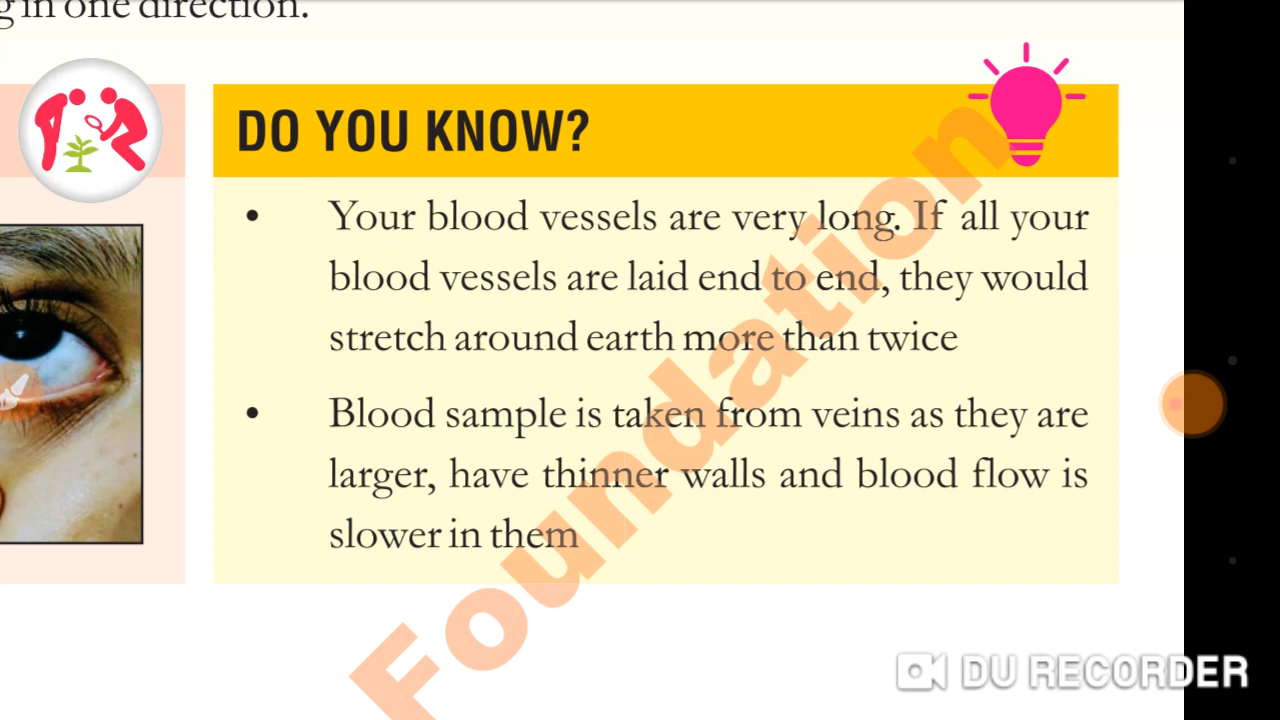 g in one direction.
DO YOU KNOW?
• Your blood vessels are very long. If all your
blood vessels are laid end to end, they would
stretch around earth more than twice
• Blood sample is taken from veins as they are
larger, have thinner walls and blood flow is
slower in them
Foundation
DU RECORDER